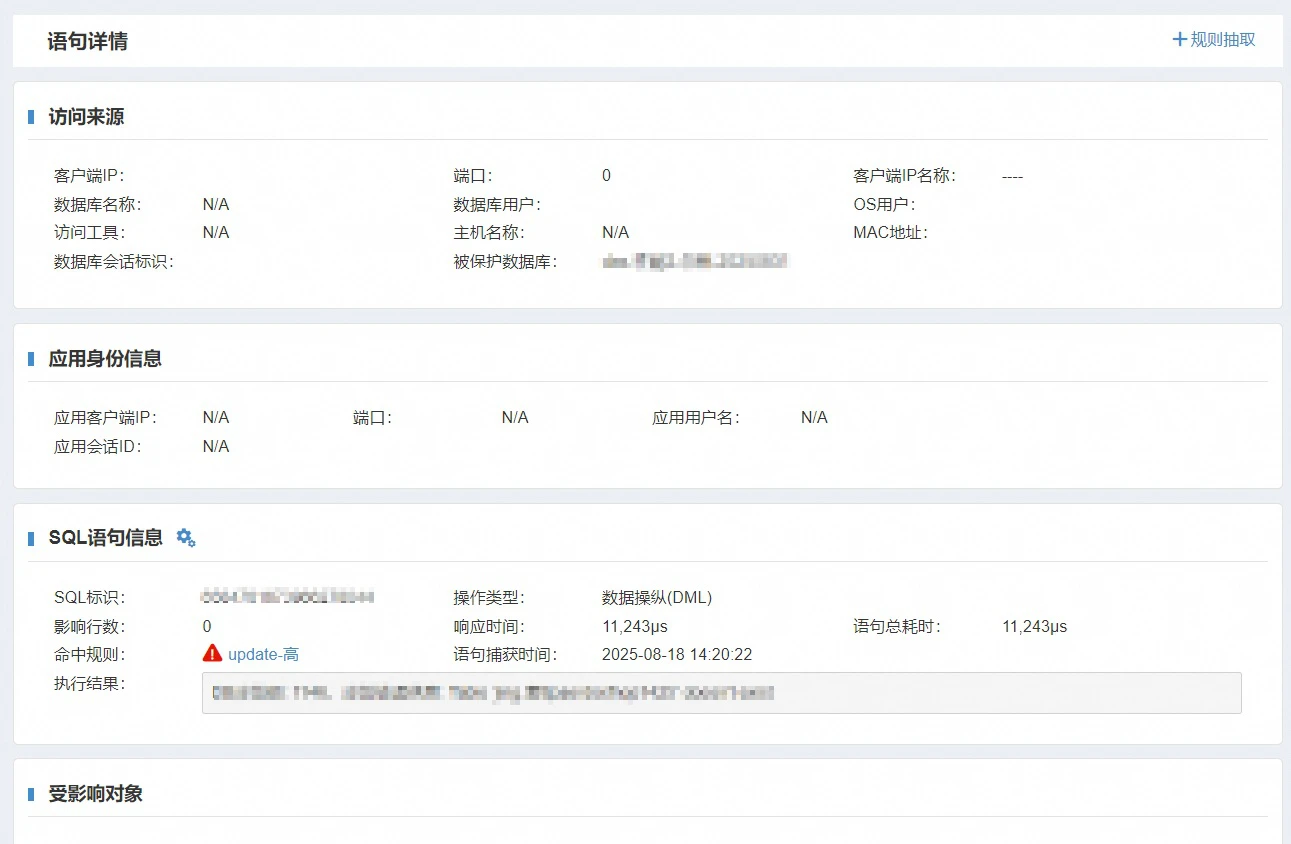 语句详情 +规则抽取
访问来源
客户端IP: 端口: 0 客户端IP名称: ----
数据库名称: N/A 数据库用户: OS用户:
访问工具: N/A 主机名称: N/A MAC地址:
数据库会话标识: 被保护数据库:
应用身份信息
应用客户端IP: N/A 端口: N/A 应用用户名: N/A
应用会话ID: N/A
SQL语句信息
SQL标识: 操作类型: 数据操纵(DML)
影响行数: 0 响应时间: 11,243μs 语句总耗时: 11,243μs
命中规则: update-高 语句捕获时间: 2025-08-18 14:20:22
执行结果:
受影响对象